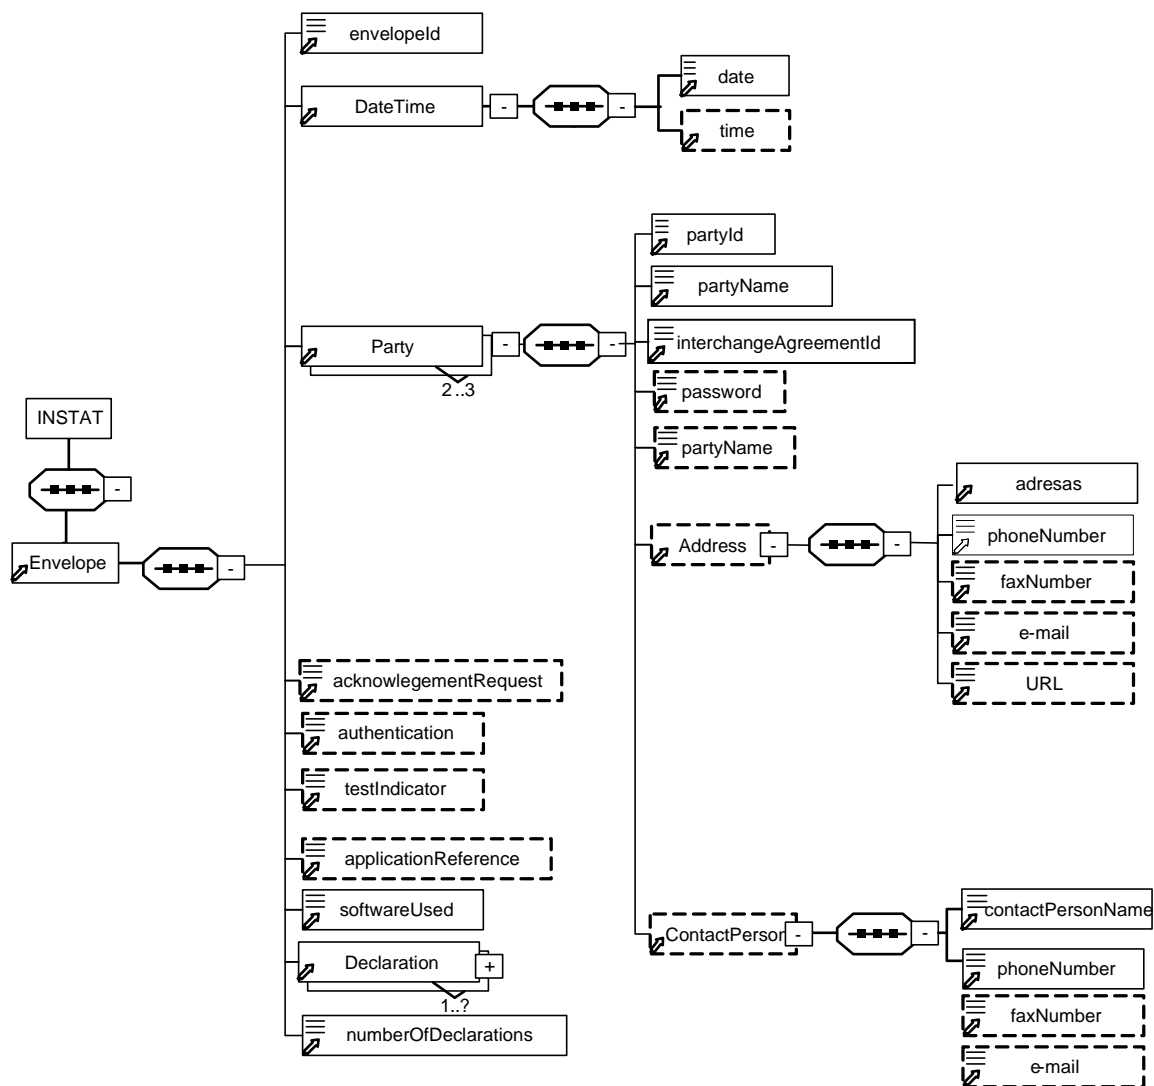 envelopeId
DateTime
-
-
date
time
partyId
partyName
Party
-
-
interchangeAgreementId
2..3
password
partyName
INSTAT
-
adresas
phoneNumber
Address
-
-
Envelope
-
faxNumber
e-mail
URL
acknowlegementRequest
authentication
testIndicator
applicationReference
softwareUsed
contactPersonName
ContactPerson
-
-
Declaration
+
phoneNumber
1..?
faxNumber
numberOfDeclarations
e-mail